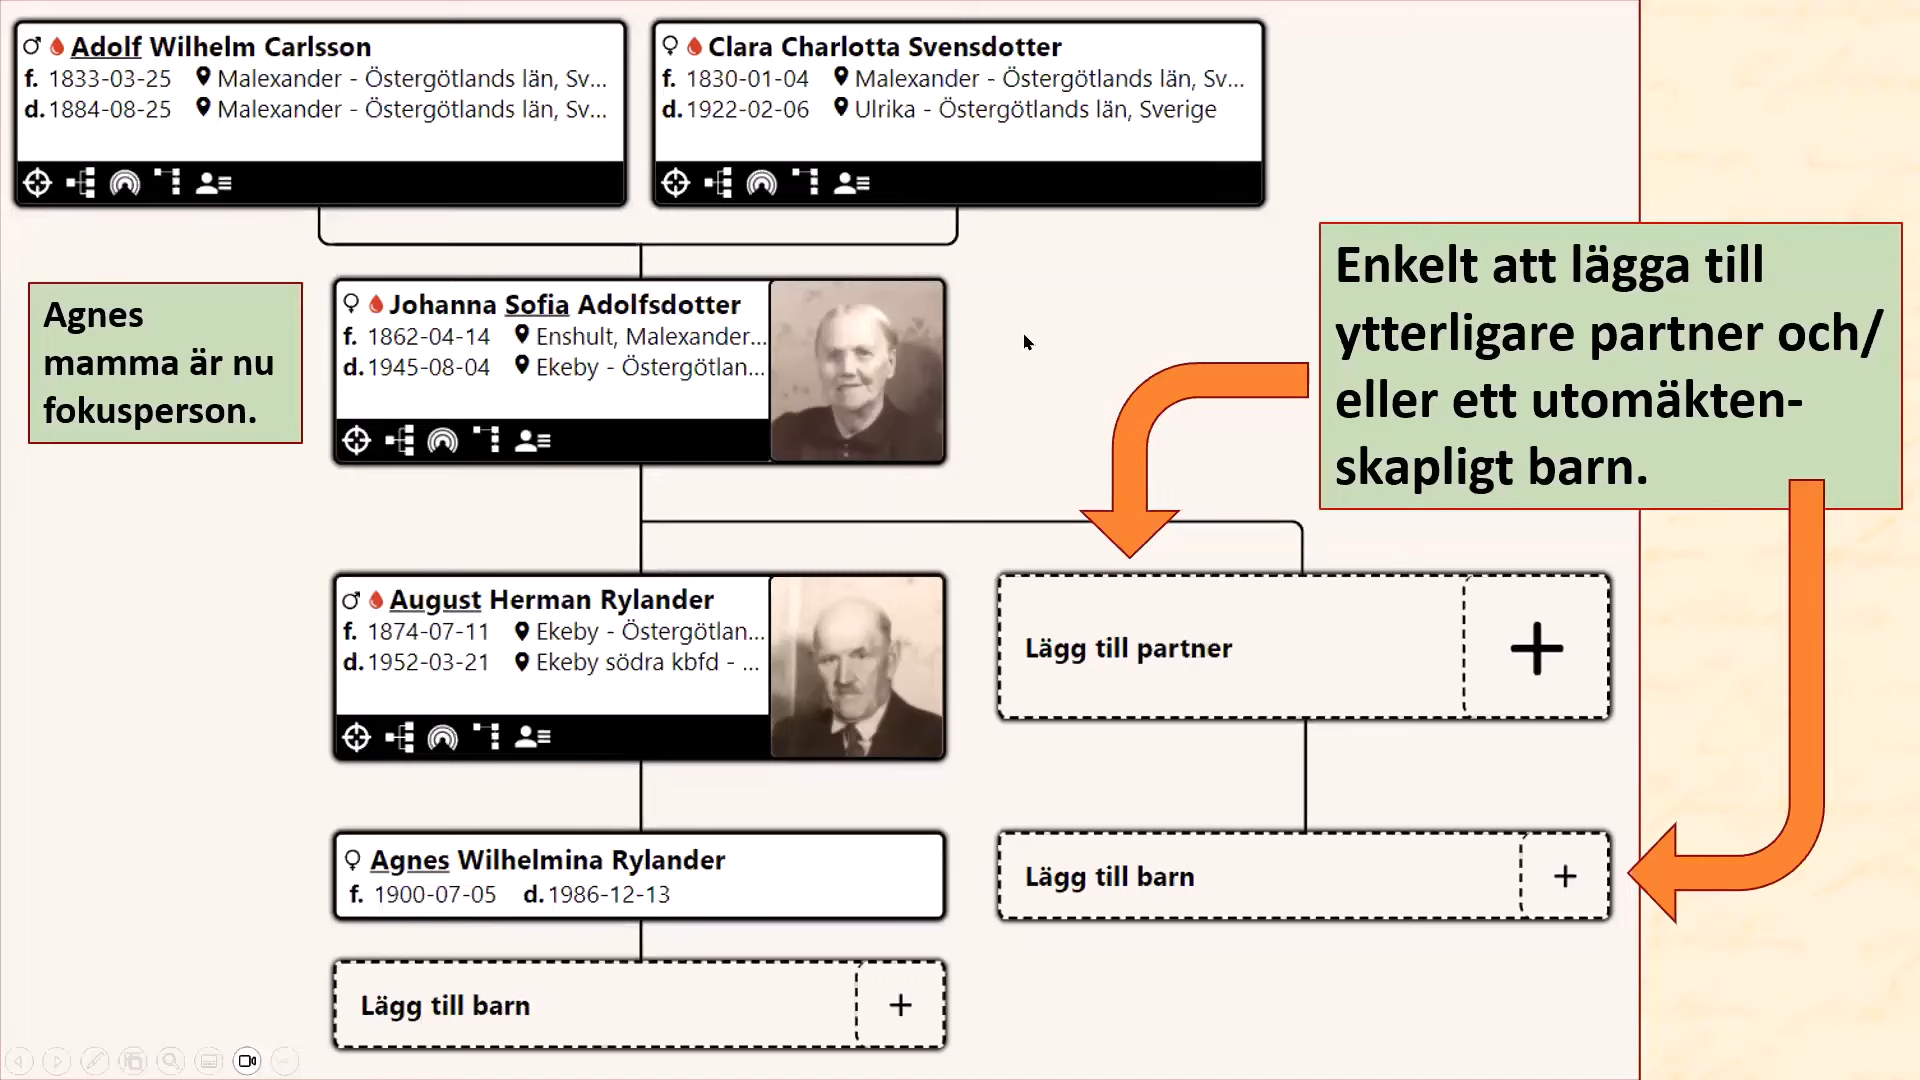 Adolf Wilhelm Carlsson
f. 1833-03-25 Malexander - Östergötlands län, Sv...
d. 1884-08-25 Malexander - Östergötlands län, Sv...
Clara Charlotta Svensdotter
f. 1830-01-04 Malexander - Östergötlands län, Sv...
d. 1922-02-06 Ulrika - Östergötlands län, Sverige
Agnes
mamma är nu
fokusperson.
Johanna Sofia Adolfsdotter
f. 1862-04-14 Enshult, Malexander...
d. 1945-08-04 Ekeby - Östergötlan...
Enkelt att lägga till
ytterligare partner och/
eller ett utomäkten-
skapligt barn.
August Herman Rylander
f. 1874-07-11 Ekeby - Östergötlan...
d. 1952-03-21 Ekeby södra kbfd - ...
Lägg till partner
Agnes Wilhelmina Rylander
f. 1900-07-05 d. 1986-12-13
Lägg till barn
Lägg till barn